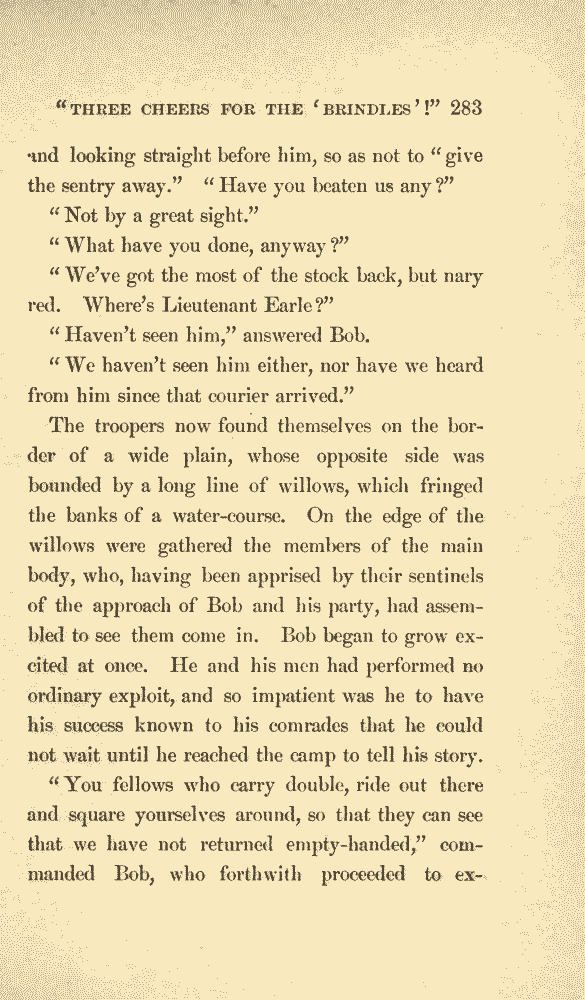 "THREE CHEERS FOR THE 'BRINDLES'!" 283
and looking straight before him, so as not to "give
the sentry away." "Have you beaten us any?"
"Not by a great sight."
"What have you done, anyway?"
"We've got the most of the stock back, but nary
red. Where's Lieutenant Earle?"
"Haven't seen him," answered Bob.
"We haven't seen him either, nor have we heard
from him since that courier arrived."
The troopers now found themselves on the bor-
der of a wide plain, whose opposite side was
bounded by a long line of willows, which fringed
the banks of a water-course. On the edge of the
willows were gathered the members of the main
body, who, having been apprised by their sentinels
of the approach of Bob and his party, had assem-
bled to see them come in. Bob began to grow ex-
cited at once. He and his men had performed no
ordinary exploit, and so impatient was he to have
his success known to his comrades that he could
not wait until he reached the camp to tell his story.
"You fellows who carry double, ride out there
and square yourselves around, so that they can see
that we have not returned empty-handed," com-
manded Bob, who forthwith proceeded to ex-